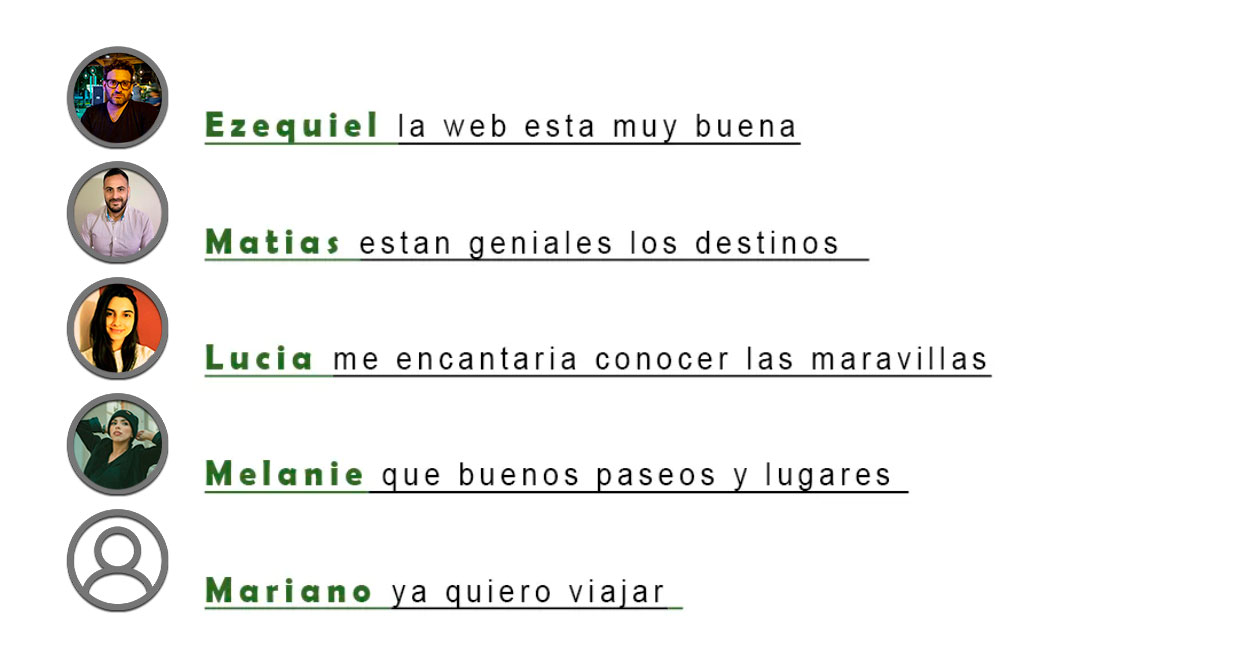 Ezequiel la web esta muy buena
Matias estan geniales los destinos
Lucia me encantaria conocer las maravillas
Melanie que buenos paseos y lugares
Mariano ya quiero viajar